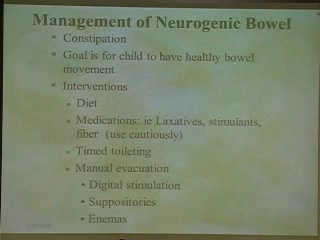 Management of Neurogenic Bowel
Constipation
Goal is for child to have healthy bowel
movement
Interventions
Diet
Medications: ie Laxatives, stimulants,
fiber (use cautiously)
Timed toileting
Manual evacuation
Digital stimulation
Suppositories
Enemas